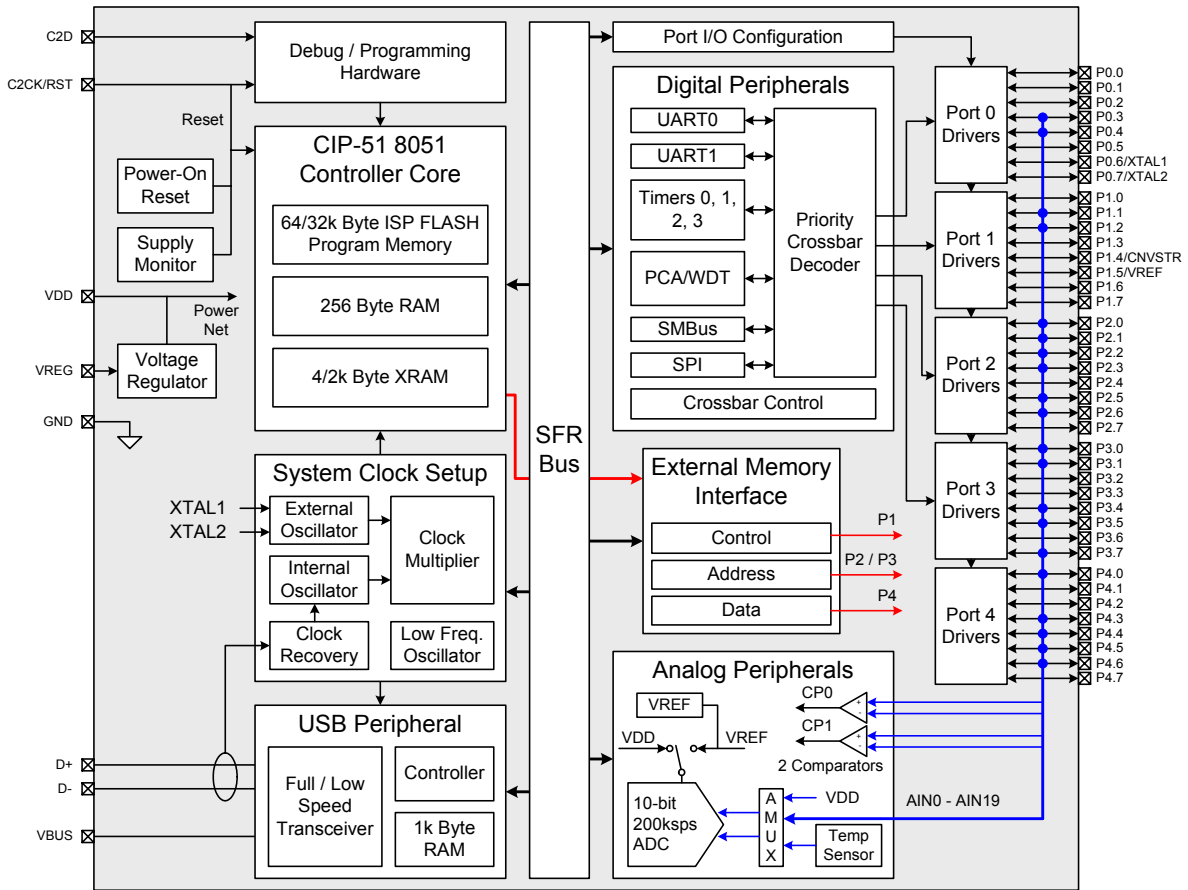 C2D
C2CK/RST
Debug / Programming
Hardware
Reset
Power-On
Reset
Supply
Monitor
VDD
Power
Net
VREG
Voltage
Regulator
GND
CIP-51 8051
Controller Core
64/32k Byte ISP FLASH
Program Memory
256 Byte RAM
4/2k Byte XRAM
System Clock Setup
XTAL1
XTAL2
External
Oscillator
Internal
Oscillator
Clock
Recovery
Clock
Multiplier
Low Freq.
Oscillator
USB Peripheral
D+
D-
VBUS
Full / Low
Speed
Transceiver
Controller
1k Byte
RAM
SFR
Bus
Port I/O Configuration
Digital Peripherals
UART0
UART1
Timers 0, 1,
2, 3
PCA/WDT
SMBus
SPI
Priority
Crossbar
Decoder
Crossbar Control
External Memory
Interface
Control
Address
Data
P1
P2 / P3
P4
Analog Peripherals
VREF
VDD
VREF
CP0
+
-
CP1
+
-
2 Comparators
10-bit
200ksps
ADC
A
M
U
X
VDD
Temp
Sensor
AIN0 - AIN19
Port 0
Drivers
Port 1
Drivers
Port 2
Drivers
Port 3
Drivers
Port 4
Drivers
P0.0
P0.1
P0.2
P0.3
P0.4
P0.5
P0.6/XTAL1
P0.7/XTAL2
P1.0
P1.1
P1.2
P1.3
P1.4/CNVSTR
P1.5/VREF
P1.6
P1.7
P2.0
P2.1
P2.2
P2.3
P2.4
P2.5
P2.6
P2.7
P3.0
P3.1
P3.2
P3.3
P3.4
P3.5
P3.6
P3.7
P4.0
P4.1
P4.2
P4.3
P4.4
P4.5
P4.6
P4.7